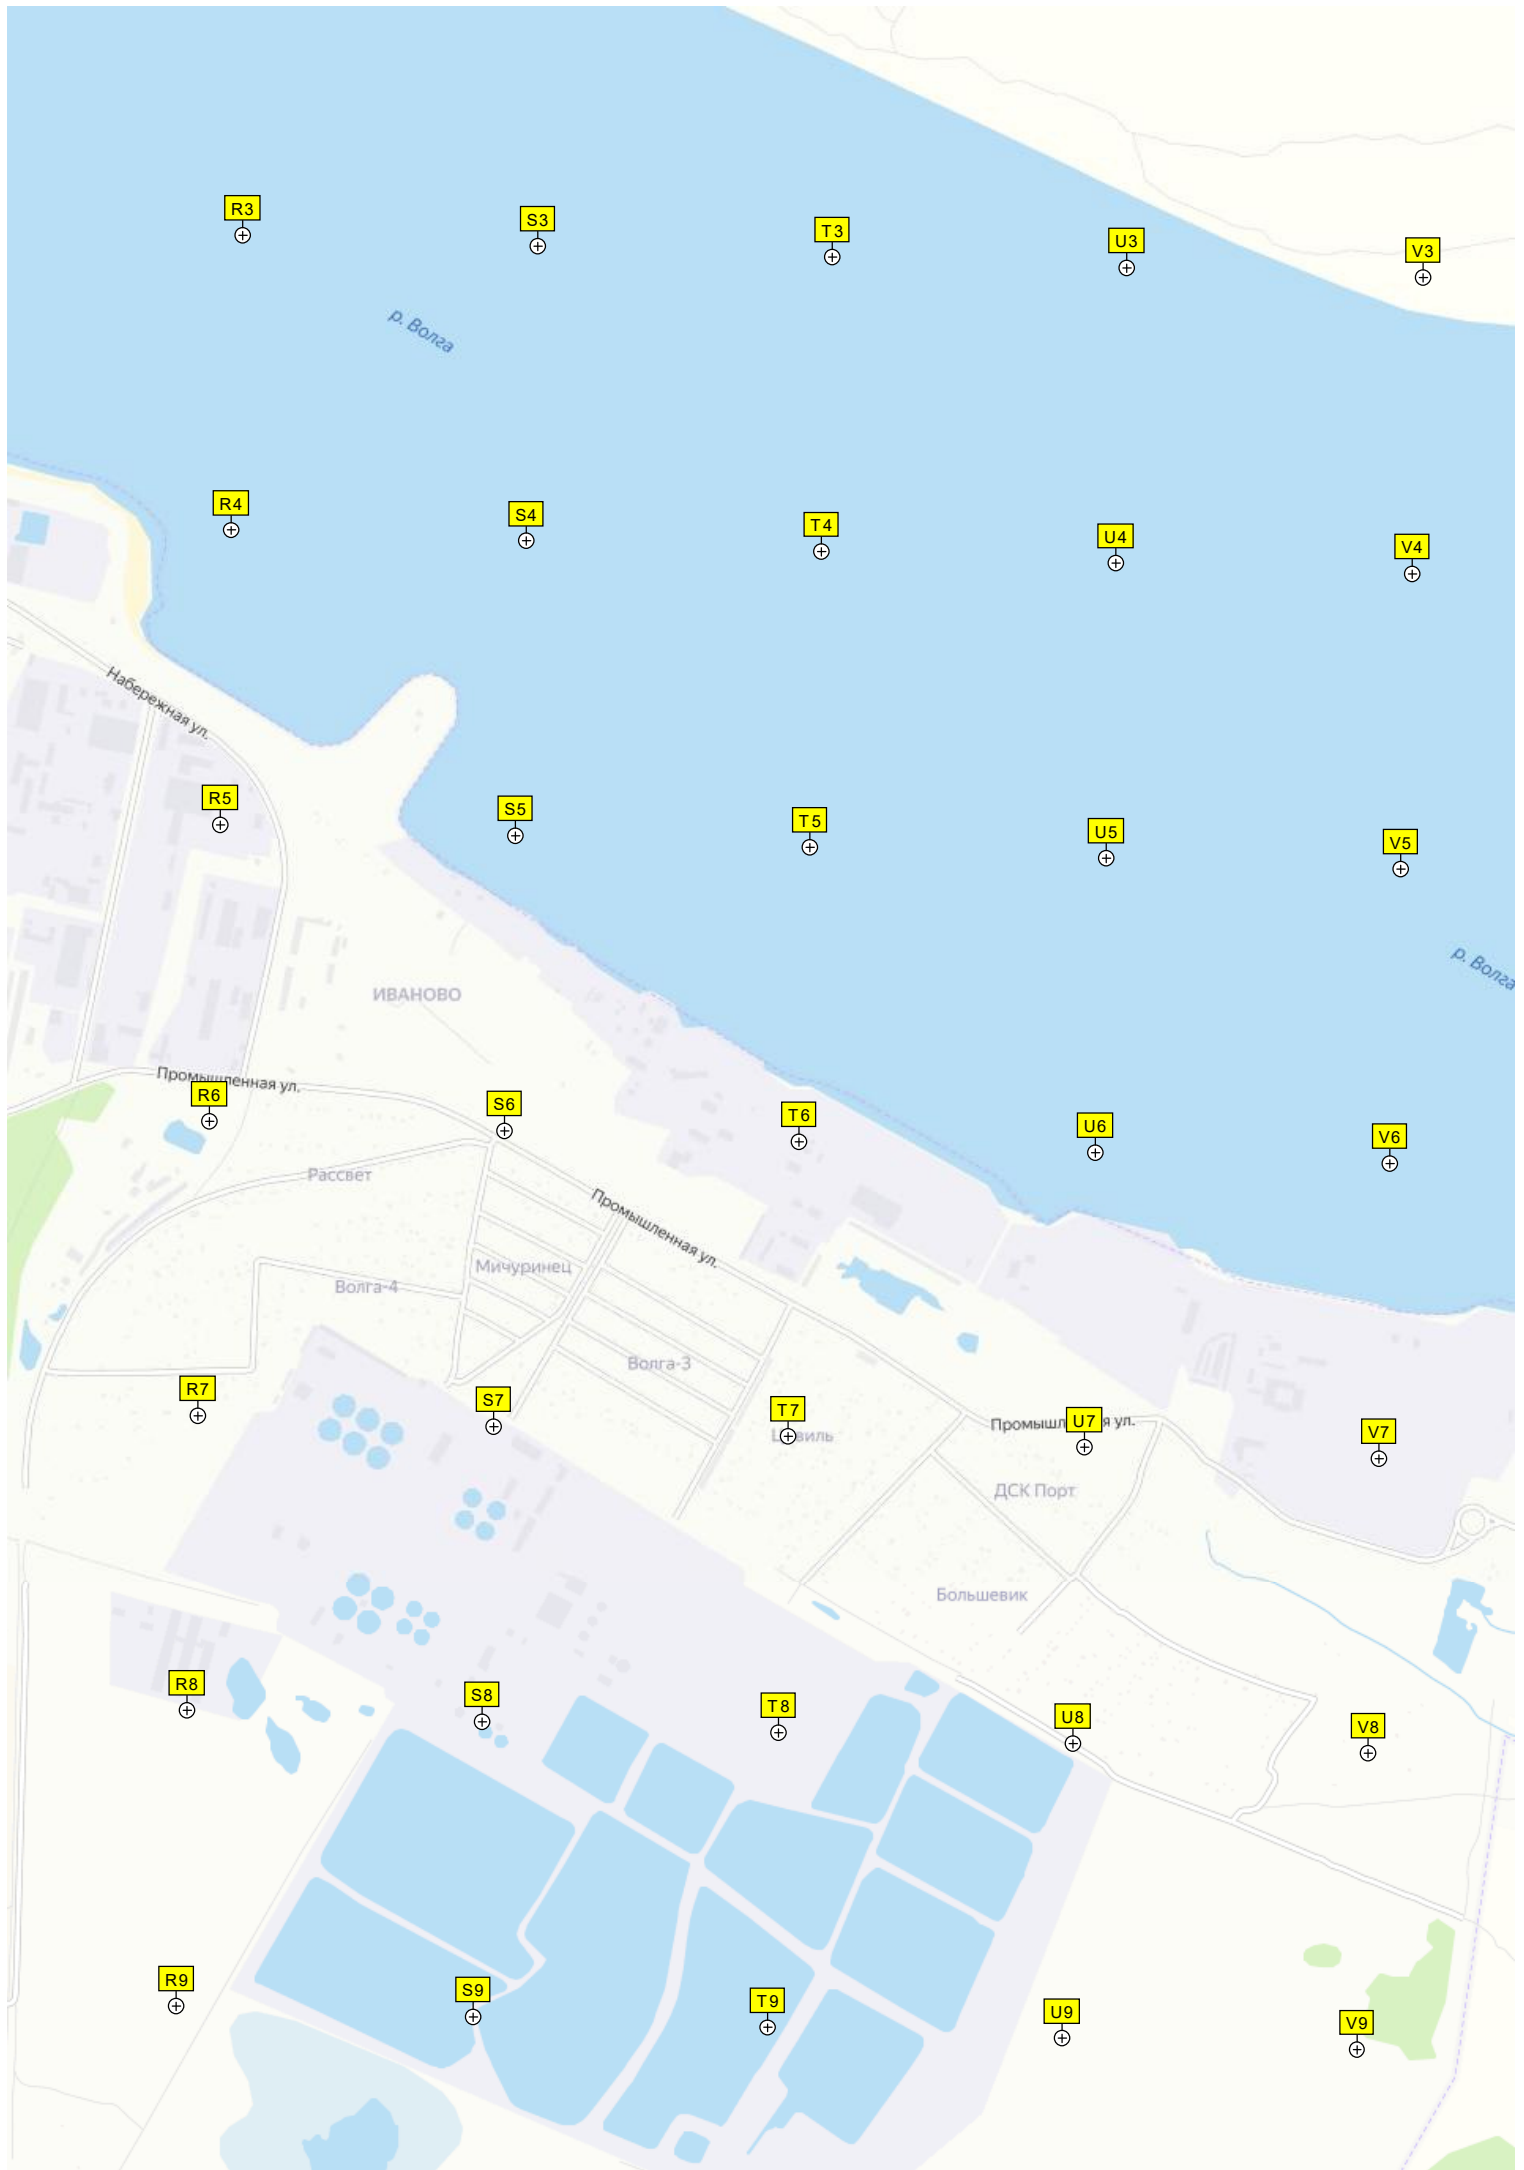 R3
S3
T3
U3
V3
р. Волга
R4
S4
T4
U4
V4
Набережная ул.
R5
S5
T5
U5
V5
р. Волга
ИВАНОВО
Промышленная ул.
R6
S6
T6
U6
V6
Рассвет
Промышленная ул.
Мичуринец
Волга-4
Волга-3
R7
S7
T7
U7
V7
ДСК Порт
Большевик
R8
S8
T8
U8
V8
R9
S9
T9
U9
V9